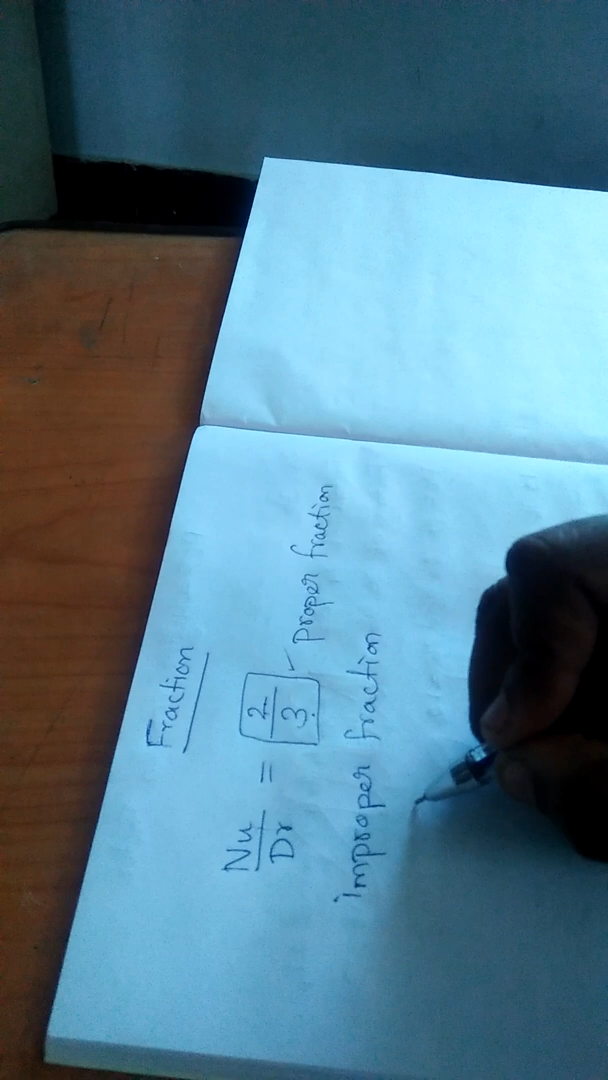 Fraction
Nu/Dr = 2/3 - Proper fraction
improper fraction